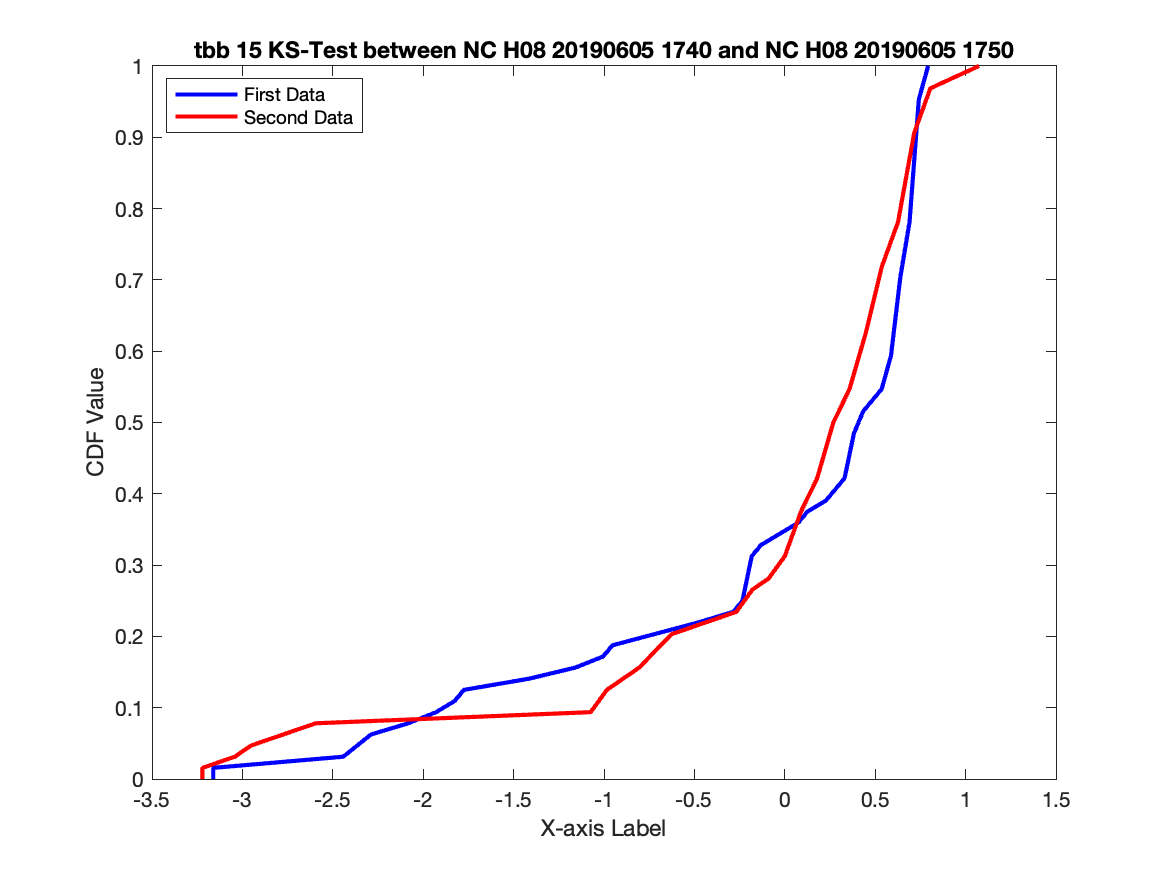 tbb 15 KS-Test between NC H08 20190605 1740 and NC H08 20190605 1750
First Data
Second Data
1
0.9
0.8
0.7
0.6
0.5
0.4
0.3
0.2
0.1
0
CDF Value
-3.5 -3 -2.5 -2 -1.5 -1 -0.5 0 0.5 1 1.5
X-axis Label